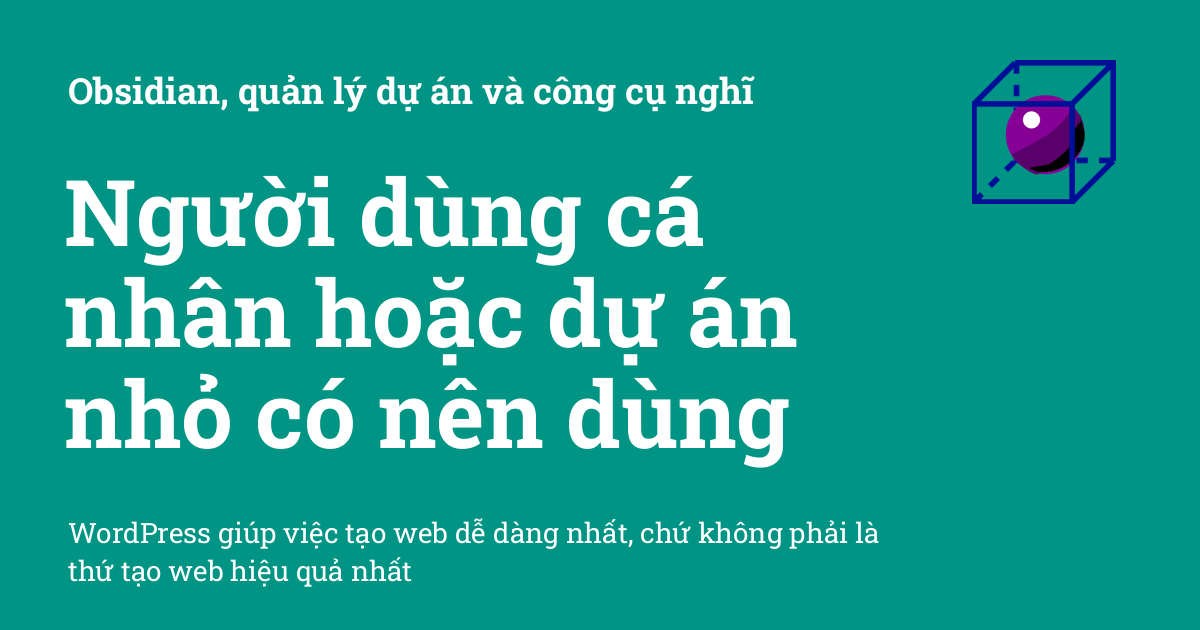 Obsidian, quản lý dự án và công cụ nghĩ
Người dùng cá
nhân hoặc dự án
nhỏ có nên dùng
WordPress giúp việc tạo web dễ dàng nhất, chứ không phải là
thứ tạo web hiệu quả nhất